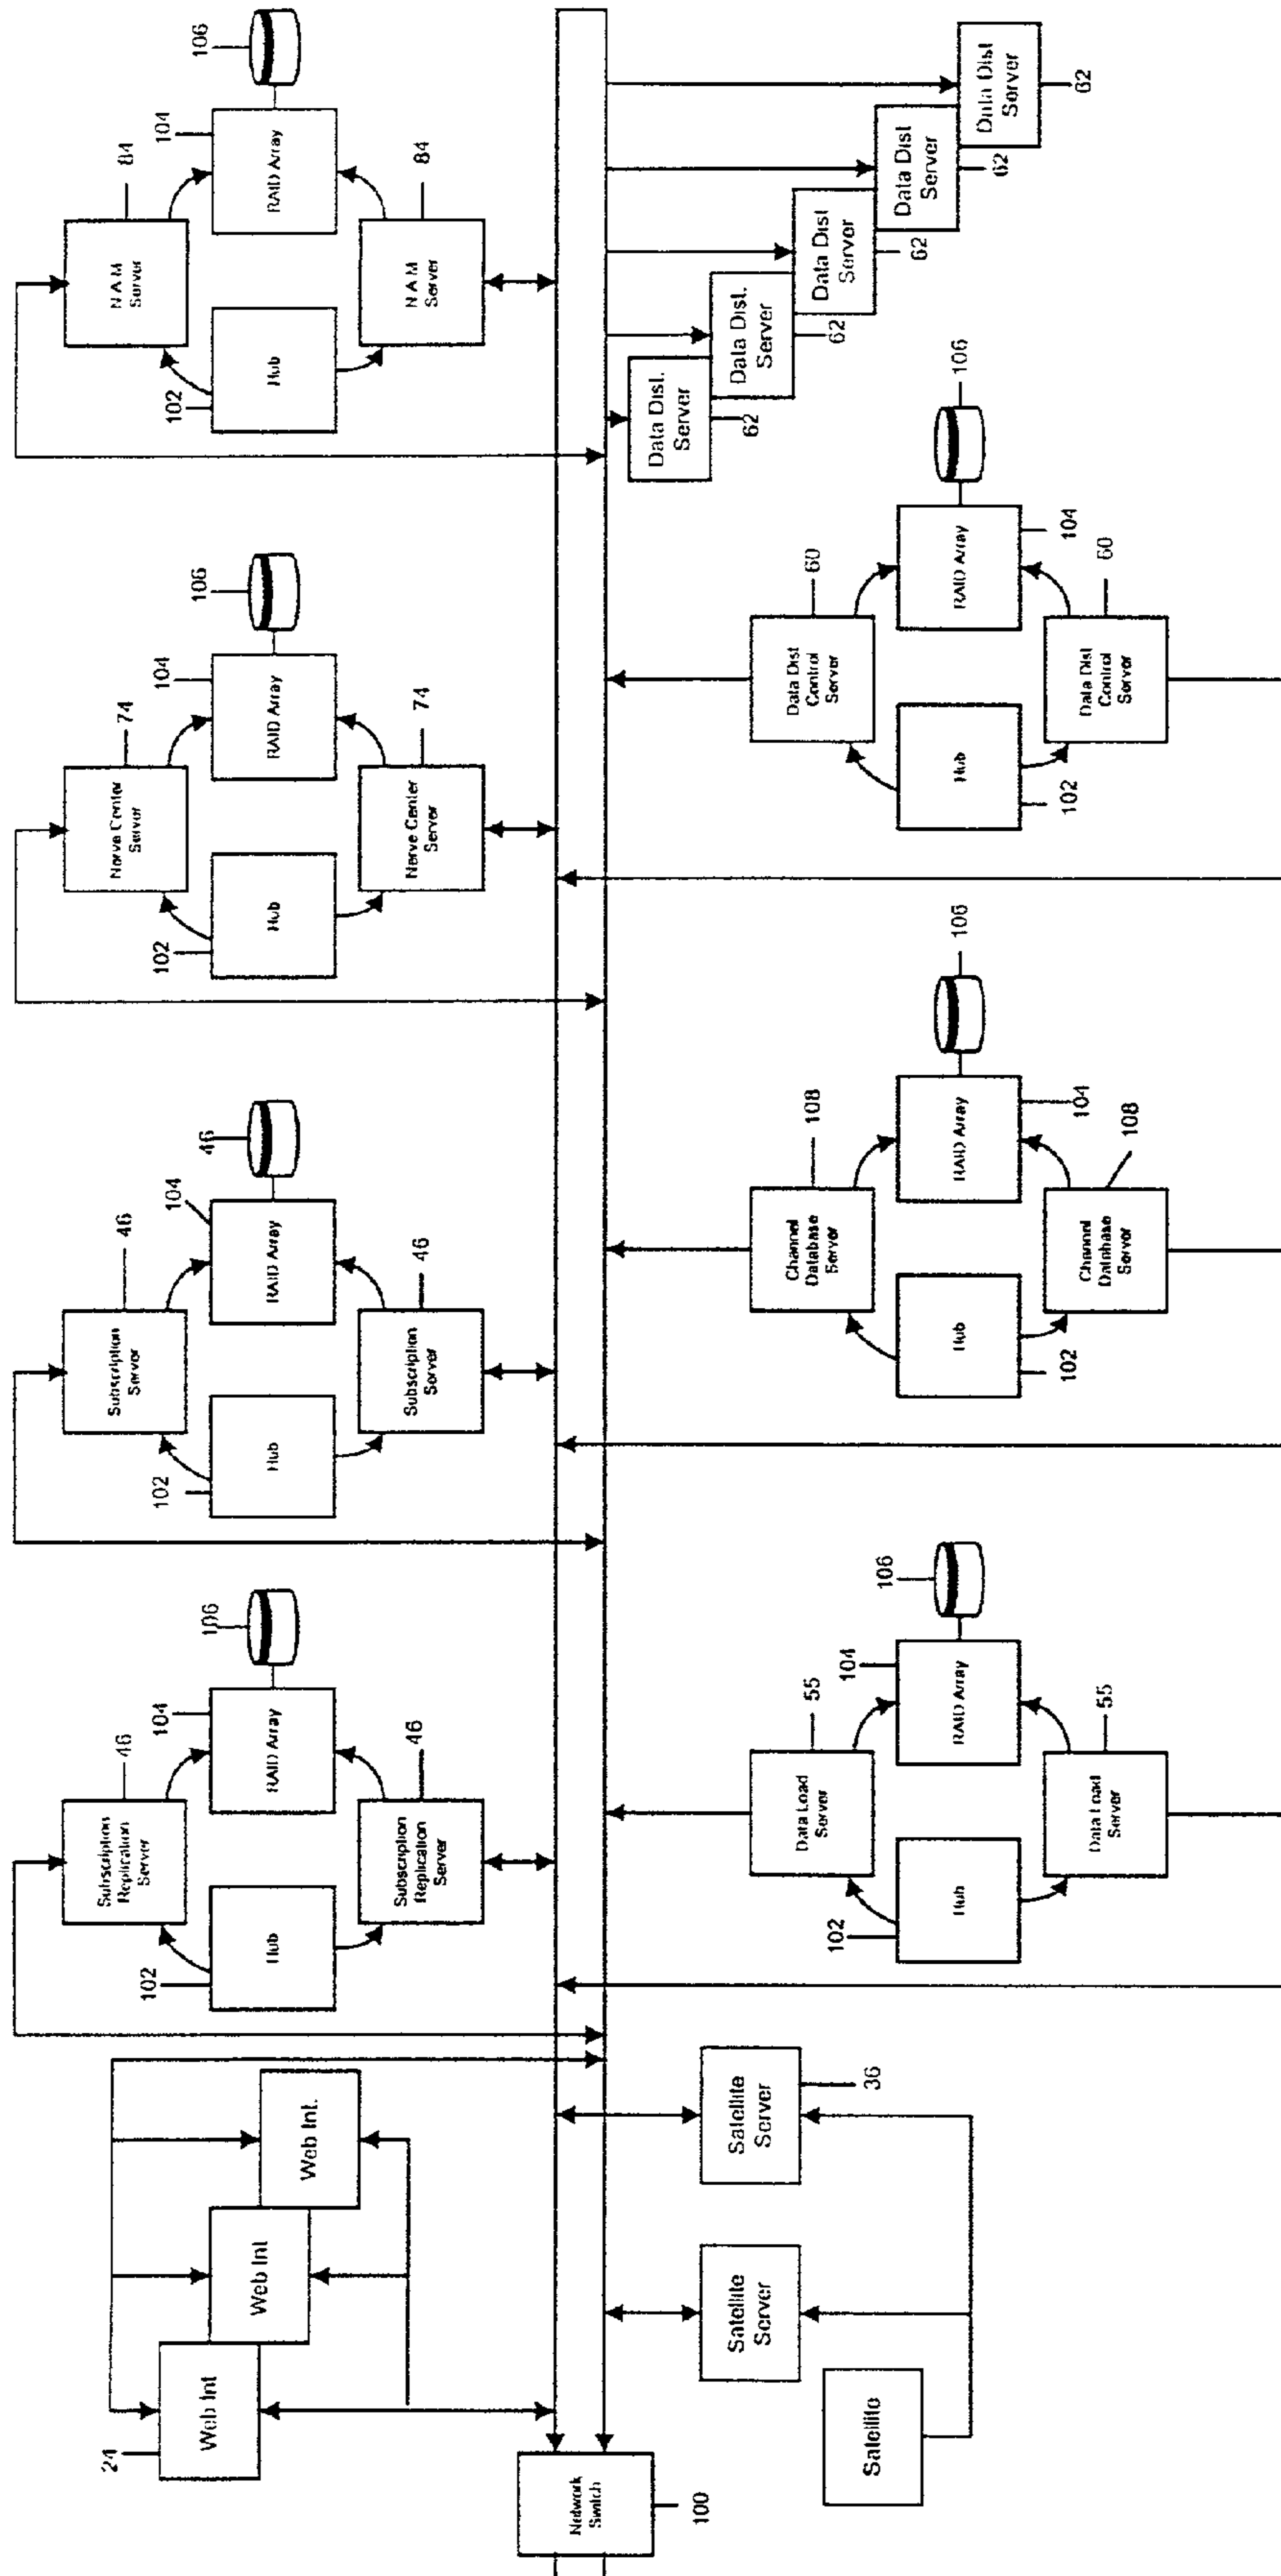 24
Web Int
Web Int
Web Int.
102
Hub
46
Subscription
Replication
Server
Subscription
Replication
Server
46
104
RAID Array
106
102
Hub
46
Subscription
Server
Subscription
Server
46
104
RAID Array
46
102
Hub
74
Nerve Center
Server
Nerve Center
Server
74
104
RAID Array
106
102
Hub
84
N A M
Server
N A M
Server
84
104
RAID Array
106
Network
Switch
100
Satellite
Satellite
Server
Satellite
Server
36
102
Hub
55
Data Load
Server
Data Load
Server
55
104
RAID Array
106
Hub
102
108
Channel
Database
Server
Channel
Database
Server
108
RAID Array
104
106
Hub
102
60
Data Dist
Control
Server
Data Dist
Control
Server
60
RAID Array
104
106
Data Dist.
Server
62
Data Dist.
Server
62
Data Dist
Server
62
Data Dist
Server
62
Data Dist
Server
62